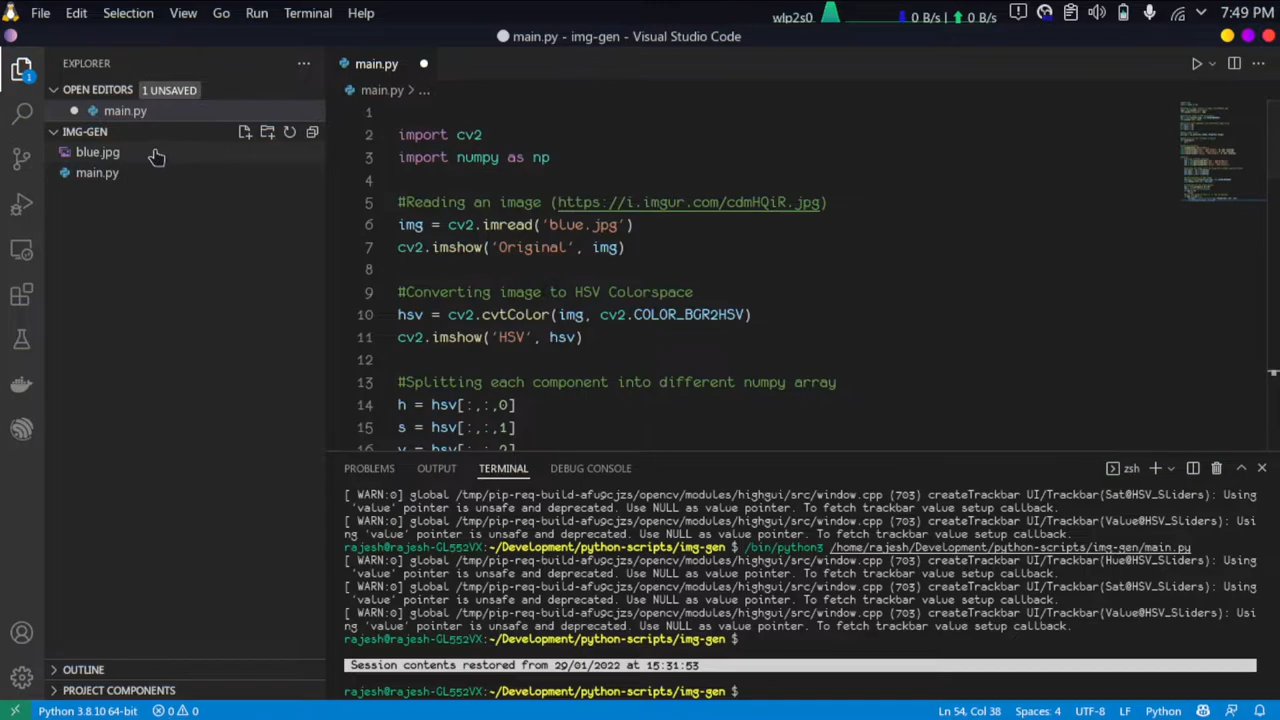 File Edit Selection View Go Run Terminal Help
wlp2s0 0 B/s 0 B/s 7:49 PM
main.py - img-gen - Visual Studio Code
EXPLORER
OPEN EDITORS 1 UNSAVED
main.py
IMG-GEN
blue.jpg
main.py
OUTLINE
PROJECT COMPONENTS
main.py
main.py > ...
1
2 import cv2
3 import numpy as np
4
5 #Reading an image (https://i.imgur.com/cdmHQiR.jpg)
6 img = cv2.imread('blue.jpg')
7 cv2.imshow('Original', img)
8
9 #Converting image to HSV Colorspace
10 hsv = cv2.cvtColor(img, cv2.COLOR_BGR2HSV)
11 cv2.imshow('HSV', hsv)
12
13 #Splitting each component into different numpy array
14 h = hsv[:,:,0]
15 s = hsv[:,:,1]
16 v = hsv[:,:,2]
PROBLEMS OUTPUT TERMINAL DEBUG CONSOLE zsh
[ WARN:0] global /tmp/pip-req-build-afu9cjzs/opencv/modules/highgui/src/window.cpp (703) createTrackbar UI/Trackbar(Sat@HSV_Sliders): Using
'value' pointer is unsafe and deprecated. Use NULL as value pointer. To fetch trackbar value setup callback.
[ WARN:0] global /tmp/pip-req-build-afu9cjzs/opencv/modules/highgui/src/window.cpp (703) createTrackbar UI/Trackbar(Value@HSV_Sliders): Usi
ng 'value' pointer is unsafe and deprecated. Use NULL as value pointer. To fetch trackbar value setup callback.
rajesh@rajesh-GL552VX:~/Development/python-scripts/img-gen $ /bin/python3 /home/rajesh/Development/python-scripts/img-gen/main.py
[ WARN:0] global /tmp/pip-req-build-afu9cjzs/opencv/modules/highgui/src/window.cpp (703) createTrackbar UI/Trackbar(Hue@HSV_Sliders): Using
'value' pointer is unsafe and deprecated. Use NULL as value pointer. To fetch trackbar value setup callback.
[ WARN:0] global /tmp/pip-req-build-afu9cjzs/opencv/modules/highgui/src/window.cpp (703) createTrackbar UI/Trackbar(Sat@HSV_Sliders): Using
'value' pointer is unsafe and deprecated. Use NULL as value pointer. To fetch trackbar value setup callback.
[ WARN:0] global /tmp/pip-req-build-afu9cjzs/opencv/modules/highgui/src/window.cpp (703) createTrackbar UI/Trackbar(Value@HSV_Sliders): Usi
ng 'value' pointer is unsafe and deprecated. Use NULL as value pointer. To fetch trackbar value setup callback.
rajesh@rajesh-GL552VX:~/Development/python-scripts/img-gen $
Session contents restored from 29/01/2022 at 15:31:53
rajesh@rajesh-GL552VX:~/Development/python-scripts/img-gen $
Python 3.8.10 64-bit 0 0 Ln 54, Col 38 Spaces: 4 UTF-8 LF Python